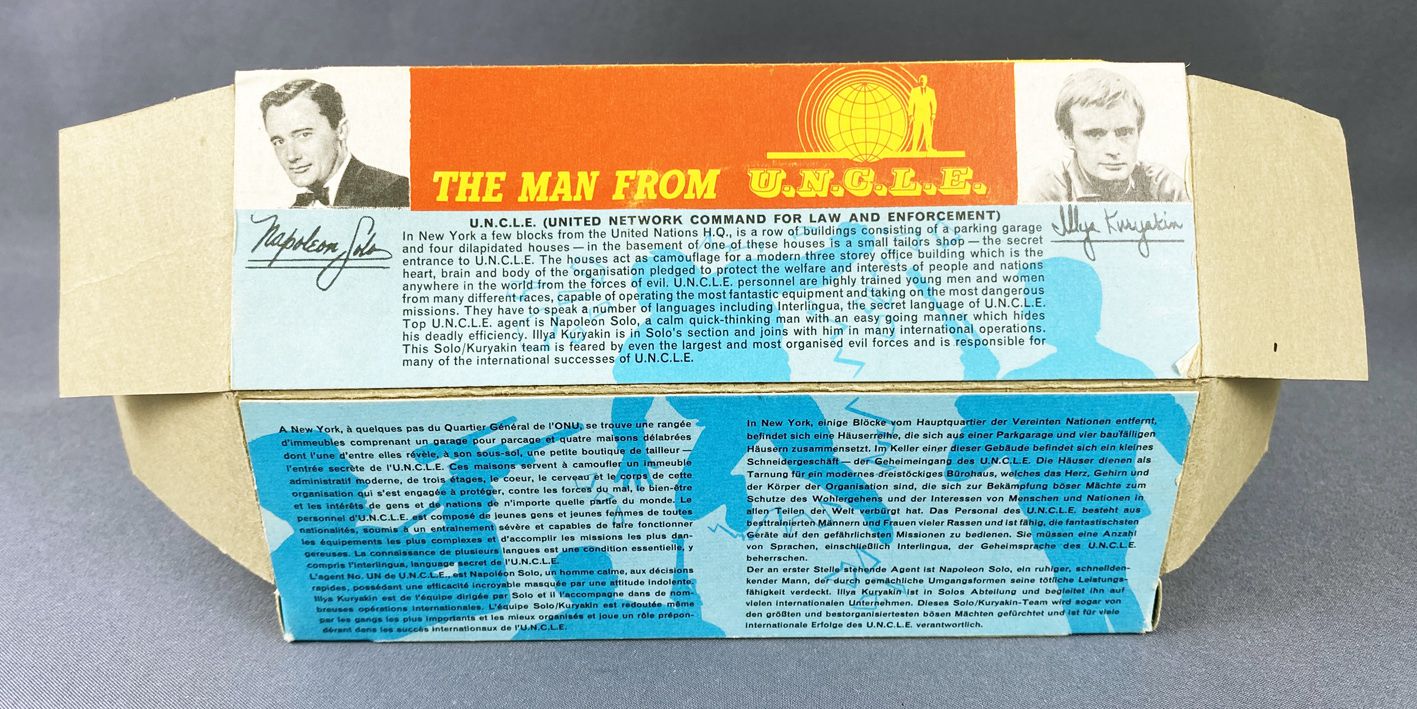 THE MAN FROM U.N.C.L.E.
Napoleon Solo
Illya Kuryakin
U.N.C.L.E. (UNITED NETWORK COMMAND FOR LAW AND ENFORCEMENT)
In New York a few blocks from the United Nations H.Q., is a row of buildings consisting of a parking garage
and four dilapidated houses — in the basement of one of these houses is a small tailors shop — the secret
entrance to U.N.C.L.E. The houses act as camouflage for a modern three storey office building which is the
heart, brain and body of the organisation pledged to protect the welfare and interests of people and nations
anywhere in the world from the forces of evil. U.N.C.L.E. personnel are highly trained young men and women
from many different races, capable of operating the most fantastic equipment and taking on the most dangerous
missions. They have to speak a number of languages including Interlingua, the secret language of U.N.C.L.E.
Top U.N.C.L.E. agent is Napoleon Solo, a calm quick-thinking man with an easy going manner which hides
his deadly efficiency. Illya Kuryakin is in Solo's section and joins with him in many international operations.
This Solo/Kuryakin team is feared by even the largest and most organised evil forces and is responsible for
many of the international successes of U.N.C.L.E.
A New York, à quelques pas du Quartier Général de l'ONU, se trouve une rangée
d'immeubles comprenant un garage pour parcage et quatre maisons délabrées
dont l'une d'entre elles révèle, à son sous-sol, une petite boutique de tailleur —
l'entrée secrète de l'U.N.C.L.E. Ces maisons servent à camoufler un immeuble
administratif moderne, de trois étages, le coeur, le cerveau et le corps de cette
organisation qui s'est engagée à protéger, contre les forces du mal, le bien-être
et les intérêts de gens et de nations de n'importe quelle partie du monde. Le
personnel d'U.N.C.L.E. est composé de jeunes gens et jeunes femmes de toutes
nationalités, soumis à un entrainement sévère et capables de faire fonctionner
les équipements les plus complexes et d'accomplir les missions les plus dan-
gereuses. La connaissance de plusieurs langues est une condition essentielle, y
compris l'interlingua, language secret de l'U.N.C.L.E.
L'agent No. UN de U.N.C.L.E., est Napoléon Solo, un homme calme, aux décisions
rapides, possédant une efficacité incroyable masquée par une attitude indolente,
Illya Kuryakin est de l'équipe dirigée par Solo et il l'accompagne dans de nom-
breuses opérations internationales. L'équipe Solo/Kuryakin est redoutée même
par les gangs les plus importants et les mieux organisés et joue un rôle prépon-
dérant dans les succès internationaux de l'U.N.C.L.E.
In New York, einige Blöcke vom Hauptquartier der Vereinten Nationen entfernt,
befindet sich eine Häuserreihe, die sich aus einer Parkgarage und vier baufälligen
Häusern zusammensetzt. Im Keller einer dieser Gebäude befindet sich ein kleines
Schneidergeschäft — der Geheimeingang des U.N.C.L.E. Die Häuser dienen als
Tarnung für ein modernes dreistöckiges Bürohaus, welches das Herz, Gehirn und
der Körper der Organisation sind, die sich zur Bekämpfung böser Mächte zum
Schutze des Wohlergehens und der Interessen von Menschen und Nationen in
allen Teilen der Welt verbürgt hat. Das Personal des U.N.C.L.E. besteht aus
besttrainierten Männern und Frauen vieler Rassen und ist fähig, die fantastischsten
Geräte auf den gefährlichsten Missionen zu bedienen. Sie müssen eine Anzahl
von Sprachen, einschließlich Interlingua, der Geheimsprache des U.N.C.L.E.
beherrschen.
Der an erster Stelle stehende Agent ist Napoleon Solo, ein ruhiger, schnellden-
kender Mann, der durch gemächliche Umgangsformen seine tötliche Leistungs-
fähigkeit verdeckt. Illya Kuryakin ist in Solos Abteilung und begleitet ihn auf
vielen internationalen Unternehmen. Dieses Solo/Kuryakin-Team wird sogar von
den größten und bestorganisiertesten bösen Mächten gefürchtet und ist für viele
internationale Erfolge des U.N.C.L.E. verantwortlich.